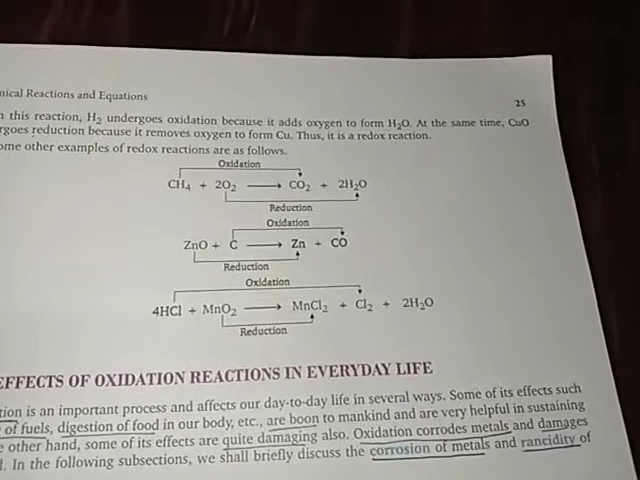 nical Reactions and Equations 25
n this reaction, H₂ undergoes oxidation because it adds oxygen to form H₂O. At the same time, CuO
rgoes reduction because it removes oxygen to form Cu. Thus, it is a redox reaction.
ome other examples of redox reactions are as follows.
Oxidation
CH₄ + 2O₂ ⟶ CO₂ + 2H₂O
Reduction
Oxidation
ZnO + C ⟶ Zn + CO
Reduction
Oxidation
4HCl + MnO₂ ⟶ MnCl₂ + Cl₂ + 2H₂O
Reduction
EFFECTS OF OXIDATION REACTIONS IN EVERYDAY LIFE
tion is an important process and affects our day-to-day life in several ways. Some of its effects such
of fuels, digestion of food in our body, etc., are boon to mankind and are very helpful in sustaining
other hand, some of its effects are quite damaging also. Oxidation corrodes metals and damages
l. In the following subsections, we shall briefly discuss the corrosion of metals and rancidity of